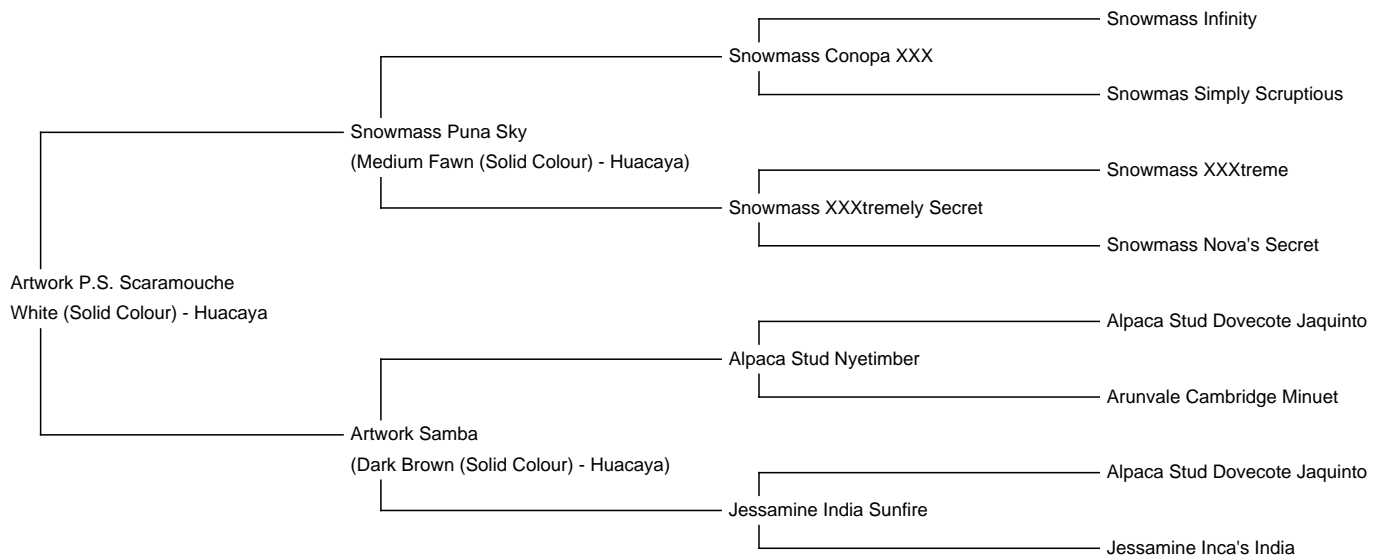 Snowmass Infinity
Snowmass Conopa XXX
Snowmas Simply Scruptious
Snowmass Puna Sky
(Medium Fawn (Solid Colour) - Huacaya)
Snowmass XXXtreme
Snowmass XXXtremely Secret
Snowmass Nova's Secret
Artwork P.S. Scaramouche
White (Solid Colour) - Huacaya
Alpaca Stud Dovecote Jaquinto
Alpaca Stud Nyetimber
Arunvale Cambridge Minuet
Artwork Samba
(Dark Brown (Solid Colour) - Huacaya)
Alpaca Stud Dovecote Jaquinto
Jessamine India Sunfire
Jessamine Inca's India